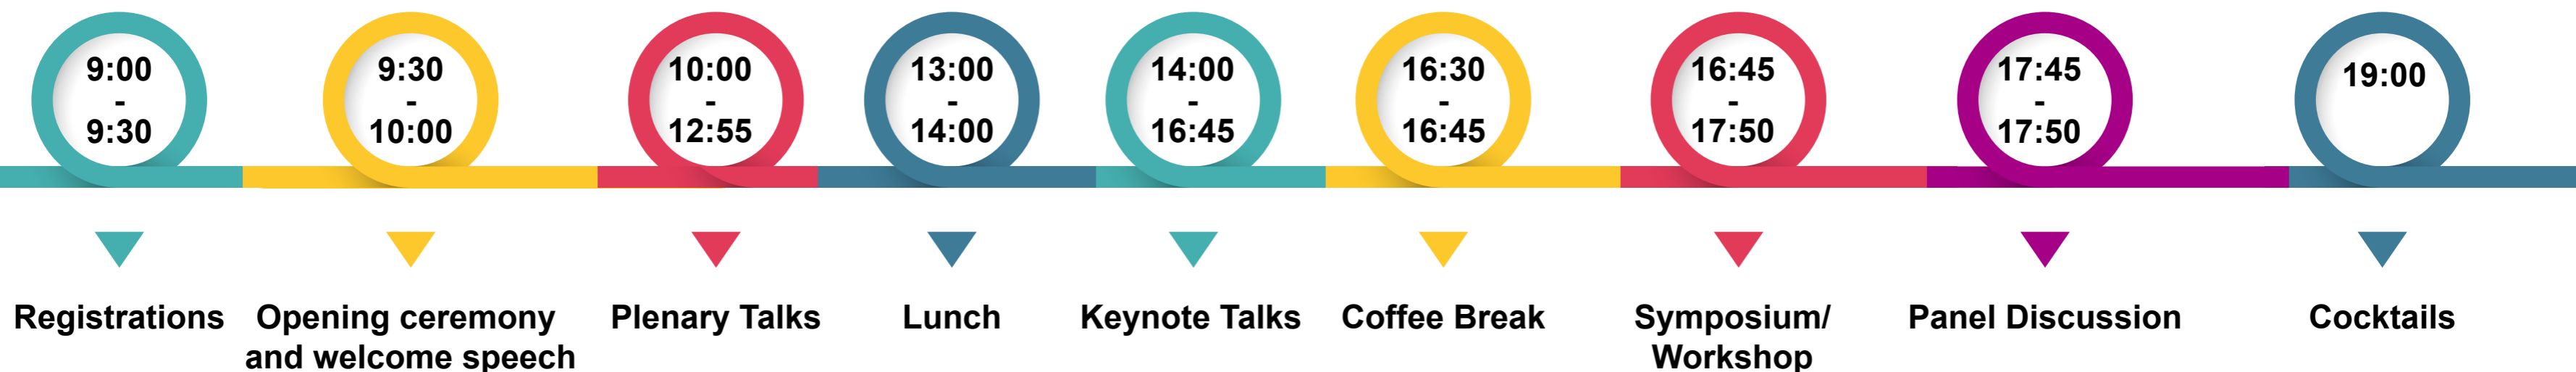 9:00
-
9:30
9:30
-
10:00
10:00
-
12:55
13:00
-
14:00
14:00
-
16:45
16:30
-
16:45
16:45
-
17:50
17:45
-
17:50
19:00
Registrations
Opening ceremony
and welcome speech
Plenary Talks
Lunch
Keynote Talks
Coffee Break
Symposium/
Workshop
Panel Discussion
Cocktails